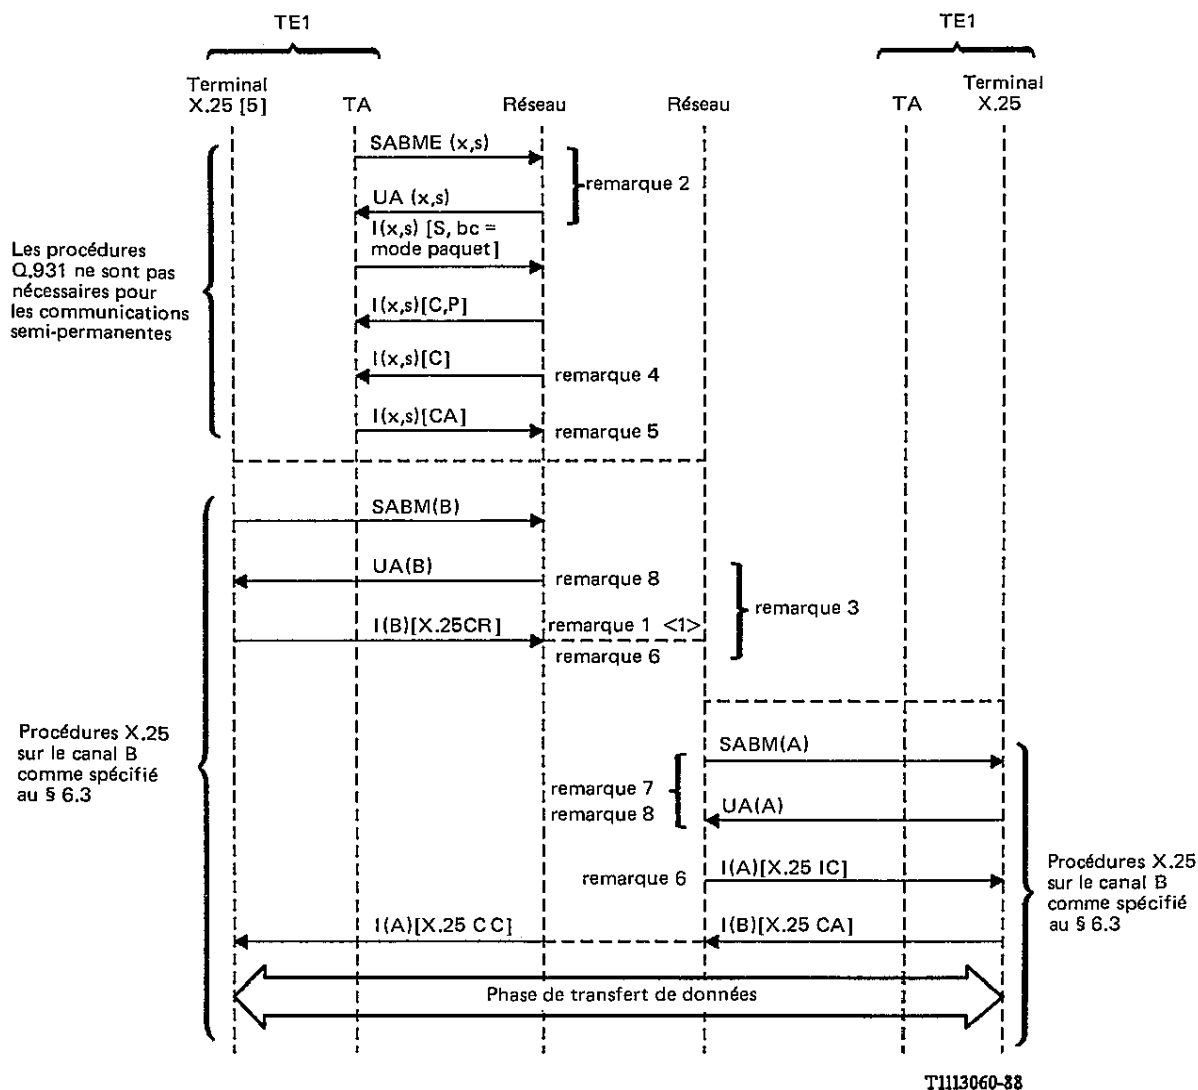 TE1
TE1
Terminal
X.25 [5]
TA
Réseau
Réseau
TA
Terminal
X.25
SABME (x,s)
remarque 2
UA (x,s)
I(x,s) [S, bc =
mode paquet]
Les procédures
Q.931 ne sont pas
nécessaires pour
les communications
semi-permanentes
I(x,s)[C,P]
I(x,s)[C]
remarque 4
I(x,s)[CA]
remarque 5
SABM(B)
UA(B)
remarque 8
remarque 3
I(B)[X.25CR]
remarque 1 <1>
remarque 6
Procédures X.25
sur le canal B
comme spécifié
au § 6.3
SABM(A)
remarque 7
remarque 8
UA(A)
remarque 6
I(A)[X.25 IC]
Procédures X.25
sur le canal B
comme spécifié
au § 6.3
I(A)[X.25 CC]
I(B)[X.25 CA]
Phase de transfert de données
T1113060-88